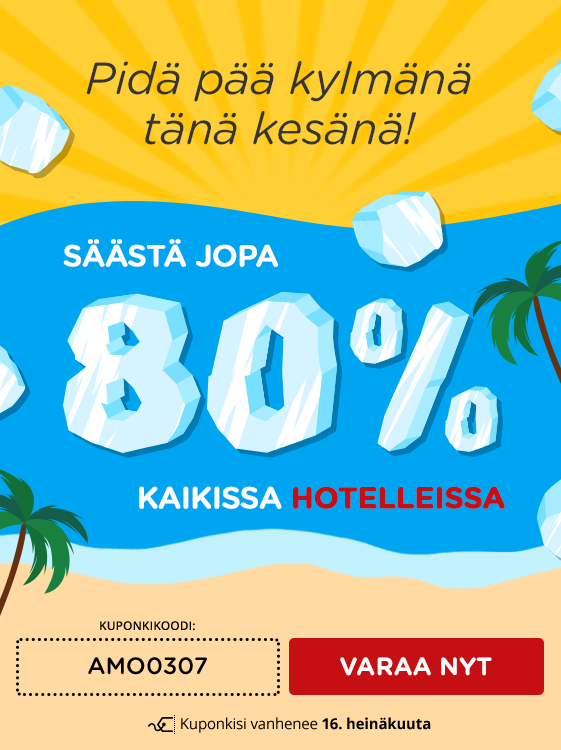 Pidä pää kylmänä
tänä kesänä!
SÄÄSTÄ JOPA
80%
KAIKISSA HOTELLEISSA
KUPONKIKOODI:
AMO0307
VARAA NYT
Kuponkisi vanhenee 16. heinäkuuta